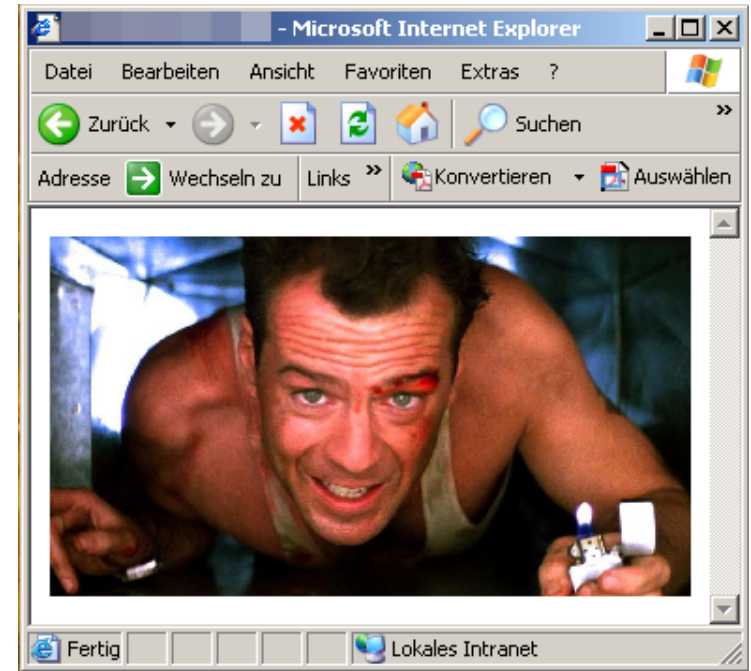 - Microsoft Internet Explorer
Datei Bearbeiten Ansicht Favoriten Extras ?
Zurück Suchen »
Adresse Wechseln zu Links » Konvertieren Auswählen
Fertig Lokales Intranet